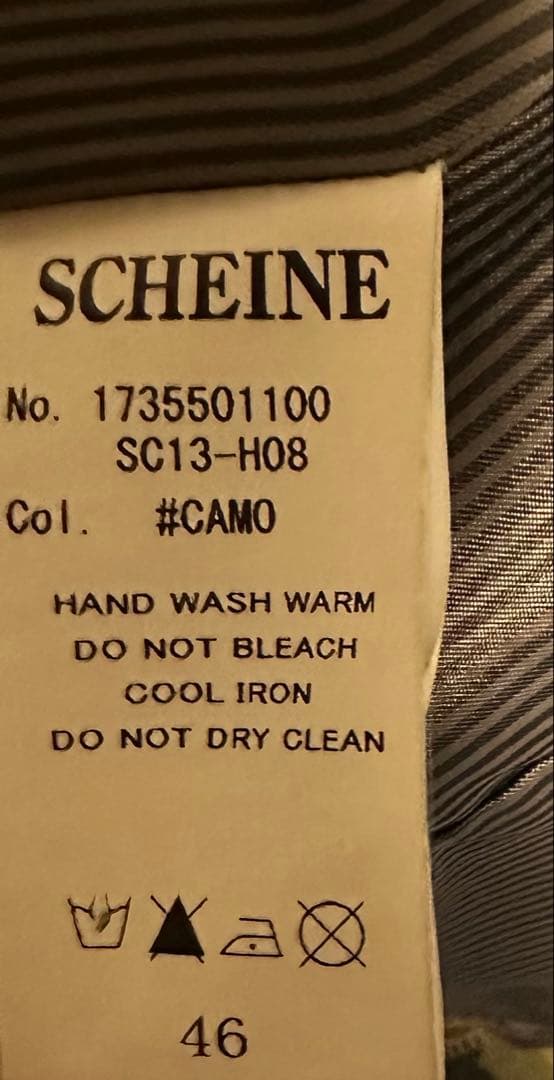 SCHEINE
No. 1735501100
SC13-H08
Col. #CAMO
HAND WASH WARM
DO NOT BLEACH
COOL IRON
DO NOT DRY CLEAN
46